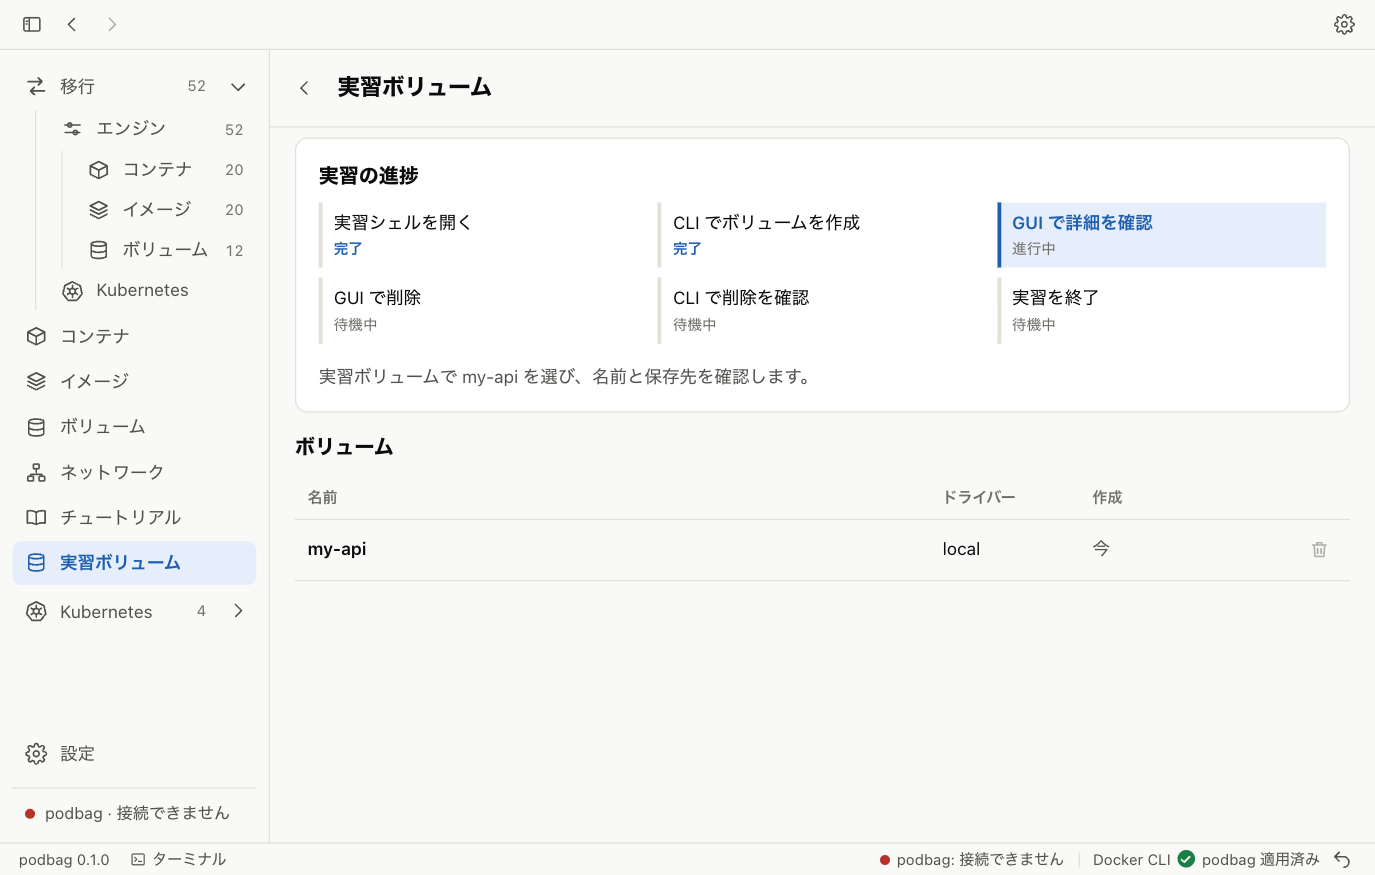 移行 52
エンジン 52
コンテナ 20
イメージ 20
ボリューム 12
Kubernetes
コンテナ
イメージ
ボリューム
ネットワーク
チュートリアル
実習ボリューム
Kubernetes 4
設定
podbag · 接続できません
実習ボリューム
実習の進捗
実習シェルを開く
完了
CLI でボリュームを作成
完了
GUI で詳細を確認
進行中
GUI で削除
待機中
CLI で削除を確認
待機中
実習を終了
待機中
実習ボリュームで my-api を選び、名前と保存先を確認します。
ボリューム
名前 ドライバー 作成
my-api local 今
podbag 0.1.0 ターミナル podbag: 接続できません Docker CLI podbag 適用済み